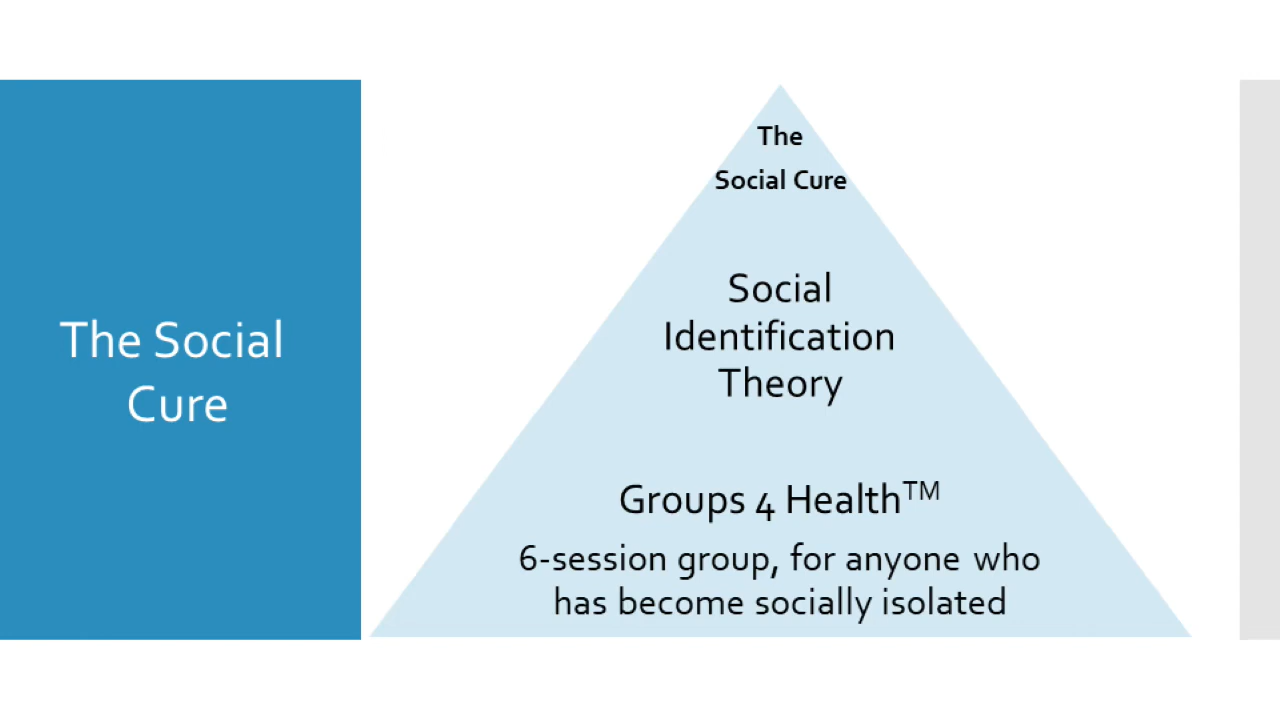 The Social
Cure
The
Social Cure
Social
Identification
Theory
Groups 4 Health™
6-session group, for anyone who
has become socially isolated